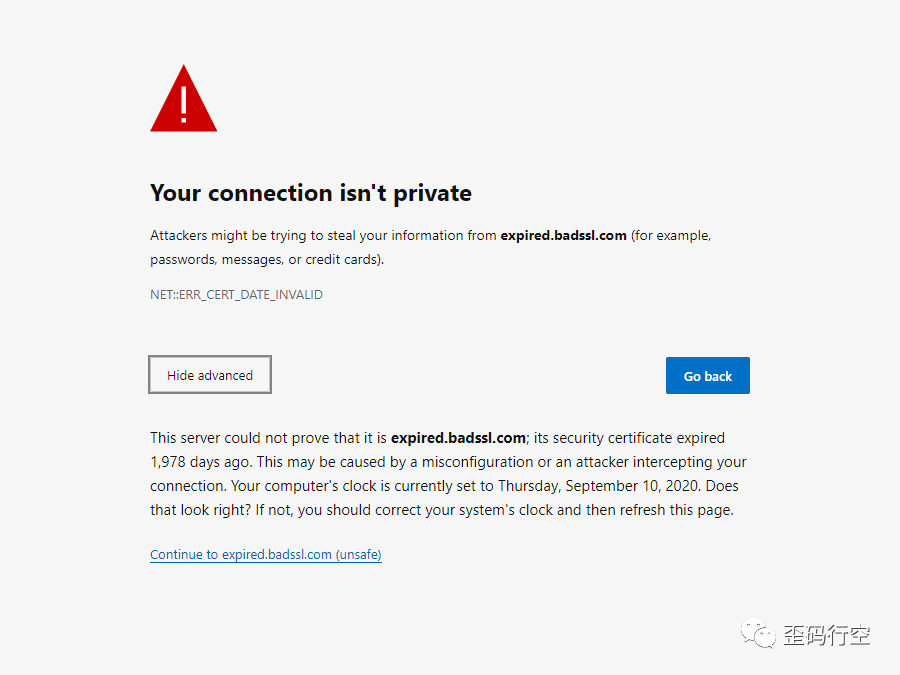 Your connection isn't private
Attackers might be trying to steal your information from expired.badssl.com (for example,
passwords, messages, or credit cards).
NET::ERR_CERT_DATE_INVALID
Hide advanced
Go back
This server could not prove that it is expired.badssl.com; its security certificate expired
1,978 days ago. This may be caused by a misconfiguration or an attacker intercepting your
connection. Your computer's clock is currently set to Thursday, September 10, 2020. Does
that look right? If not, you should correct your system's clock and then refresh this page.
Continue to expired.badssl.com (unsafe)
歪码行空